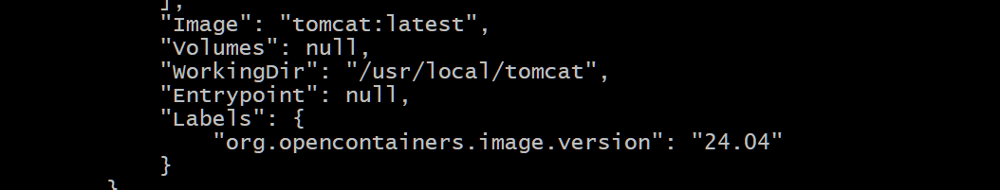 ],
"Image": "tomcat:latest",
"Volumes": null,
"WorkingDir": "/usr/local/tomcat",
"Entrypoint": null,
"Labels": {
"org.opencontainers.image.version": "24.04"
}
}